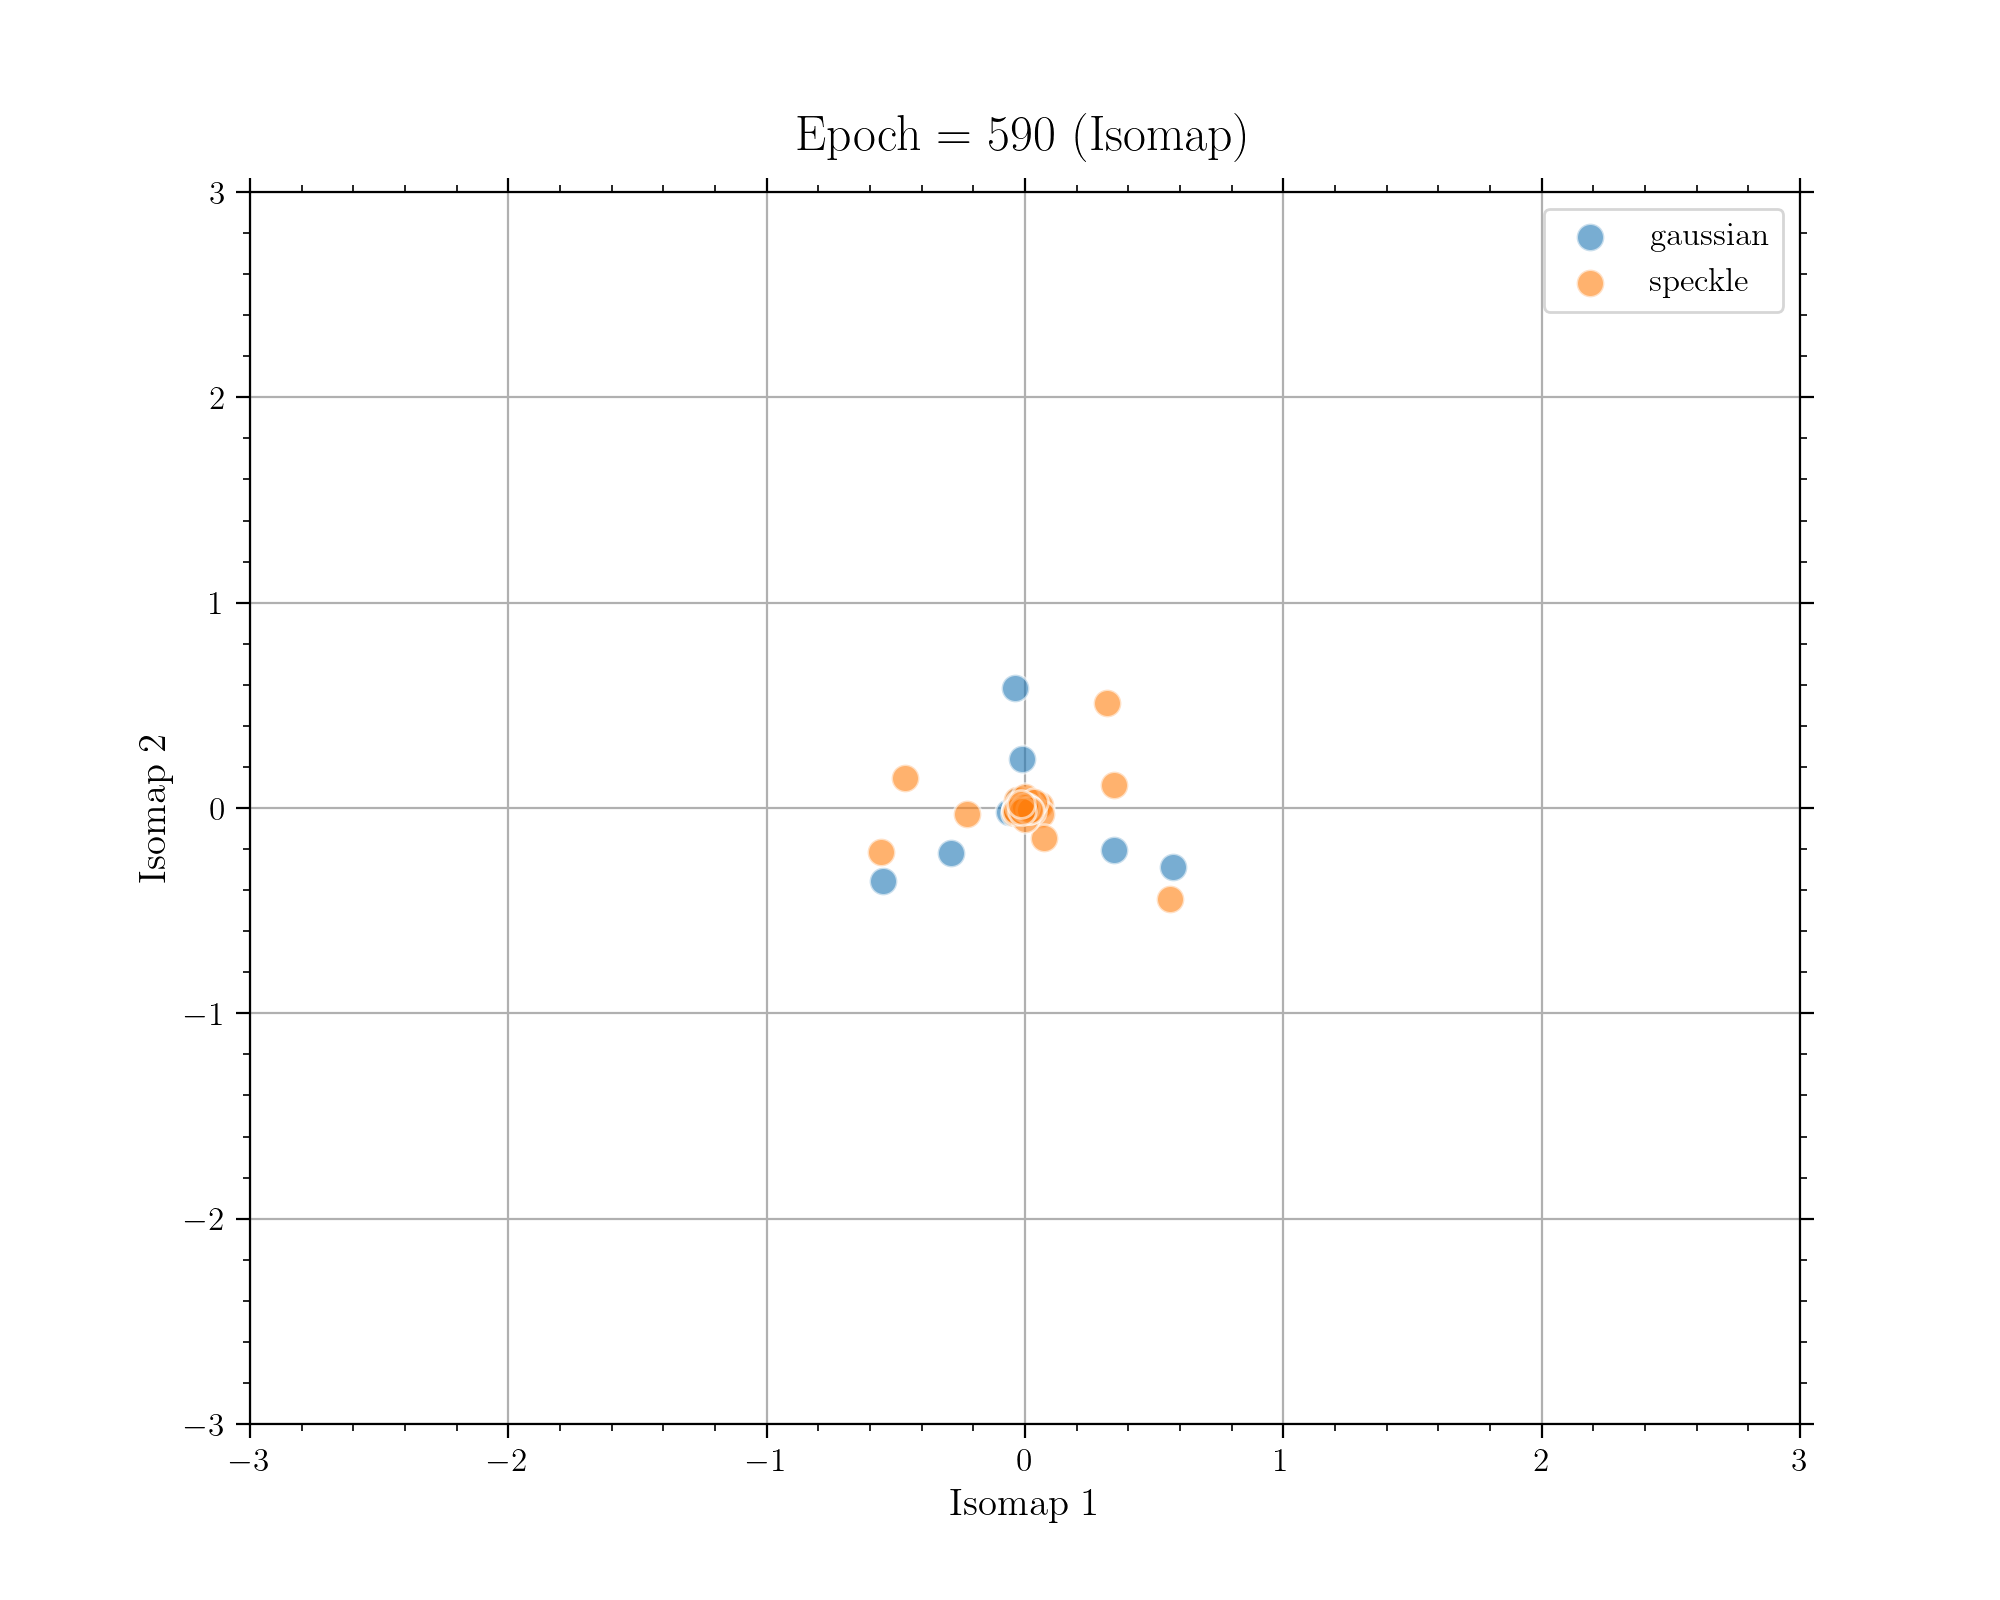 Epoch = 590 (Isomap)
gaussian
speckle
3
2
1
0
−1
−2
−3
Isomap 2
−3
−2
−1
0
1
2
3
Isomap 1